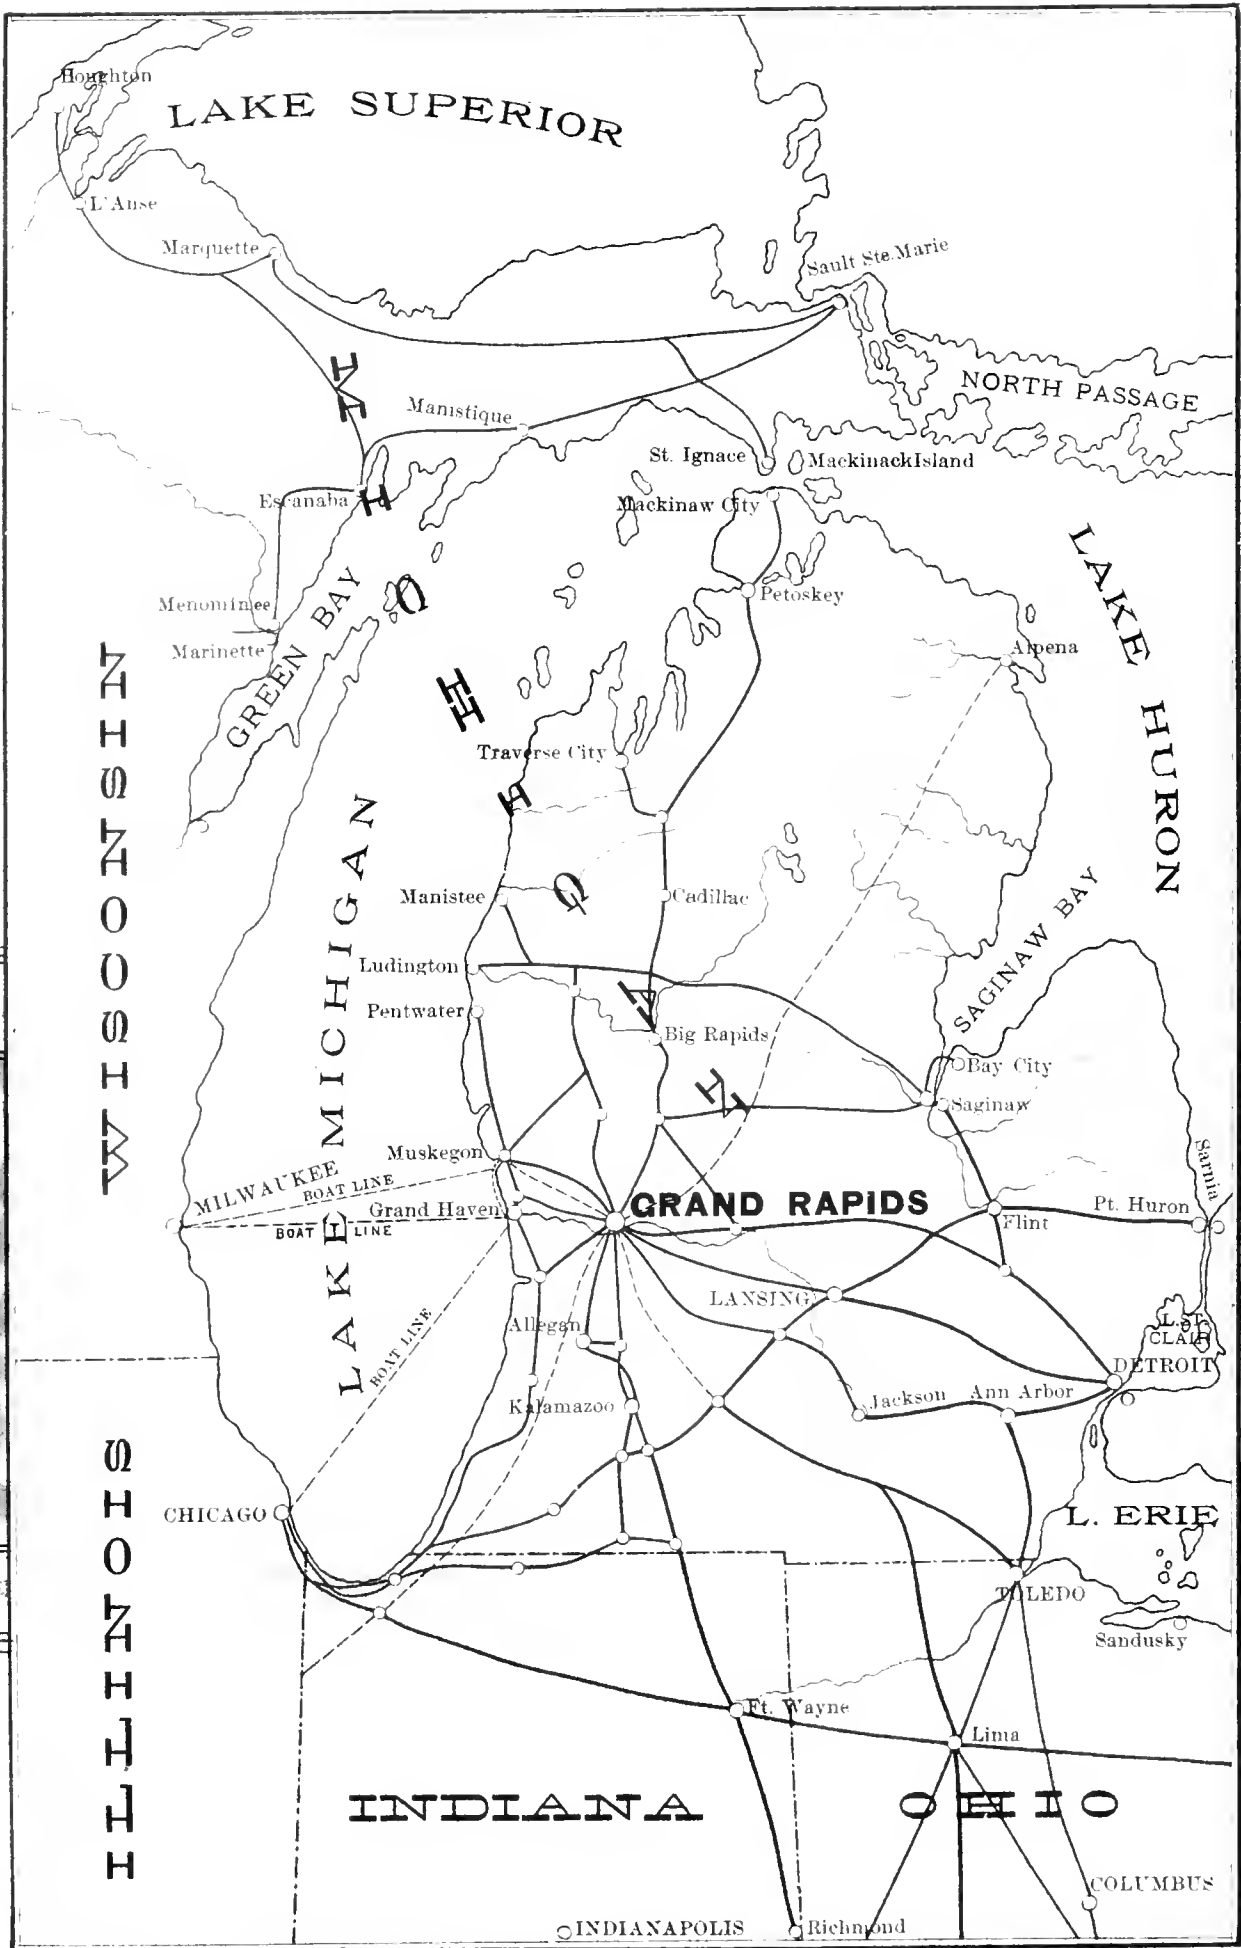 Houghton
LAKE SUPERIOR
L'Anse
Marquette
Sault Ste. Marie
NORTH PASSAGE
Manistique
St. Ignace
Mackinack Island
Escanaba
Mackinaw City
LAKE HURON
Petoskey
Menominee
GREEN BAY
Marinette
Alpena
MICHIGAN
WISCONSIN
Traverse City
LAKE MICHIGAN
Manistee
Cadillac
SAGINAW BAY
Ludington
Pentwater
Big Rapids
Bay City
Saginaw
Muskegon
Sarnia
MILWAUKEE
BOAT LINE
GRAND RAPIDS
Grand Haven
Pt. Huron
Flint
BOAT LINE
LANSING
Allegan
L. ST. CLAIR
BOAT LINE
DETROIT
Jackson
Ann Arbor
Kalamazoo
CHICAGO
L. ERIE
ILLINOIS
TOLEDO
Sandusky
Ft. Wayne
Lima
INDIANA
OHIO
COLUMBUS
INDIANAPOLIS
Richmond